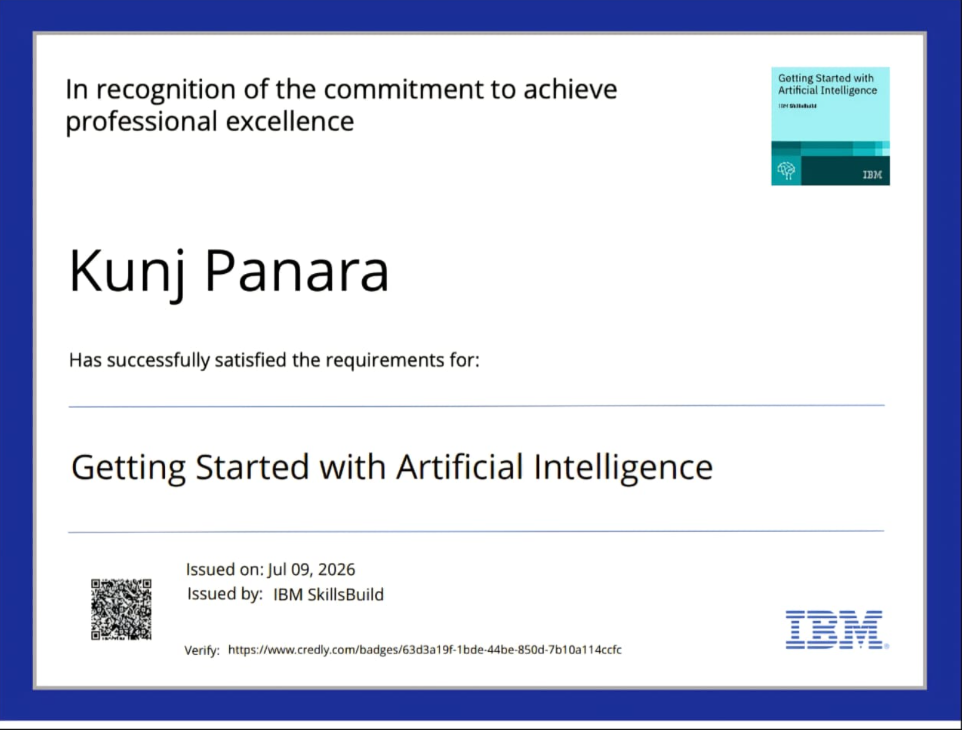 In recognition of the commitment to achieve
professional excellence
Getting Started with
Artificial Intelligence
IBM SkillsBuild
IBM
Kunj Panara
Has successfully satisfied the requirements for:
Getting Started with Artificial Intelligence
Issued on: Jul 09, 2026
Issued by: IBM SkillsBuild
Verify: https://www.credly.com/badges/63d3a19f-1bde-44be-850d-7b10a114ccfc
IBM